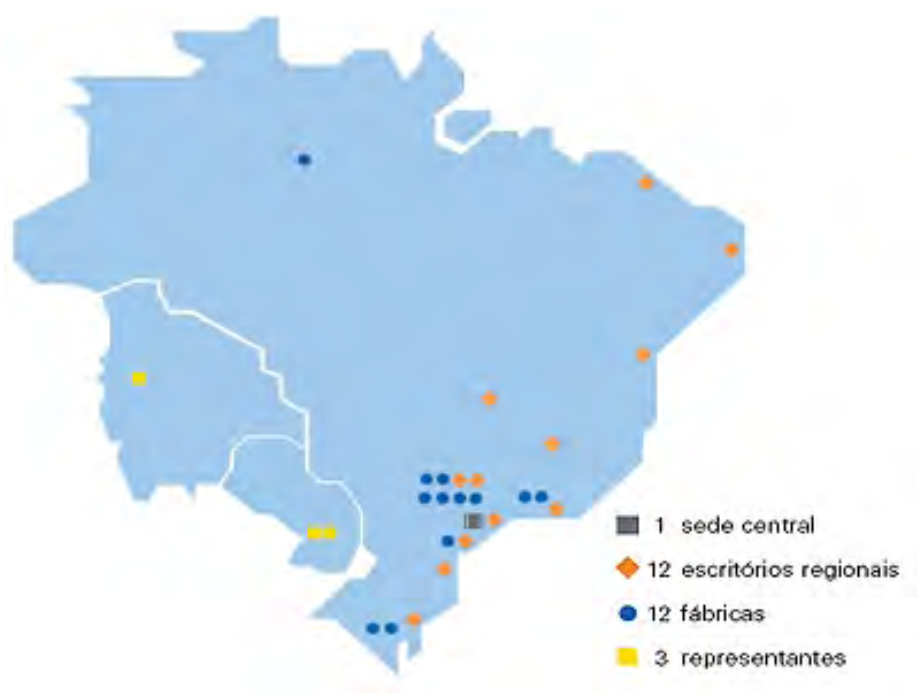 1 sede central
12 escritórios regionais
12 fábricas
3 representantes